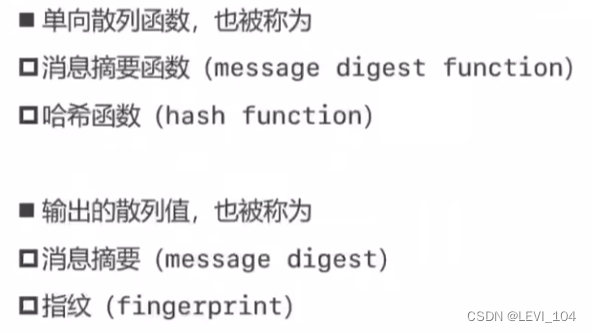 ■ 单向散列函数，也被称为
□ 消息摘要函数（message digest function）
□ 哈希函数（hash function）
■ 输出的散列值，也被称为
□ 消息摘要（message digest）
□ 指纹（fingerprint）
CSDN @LEVI_104